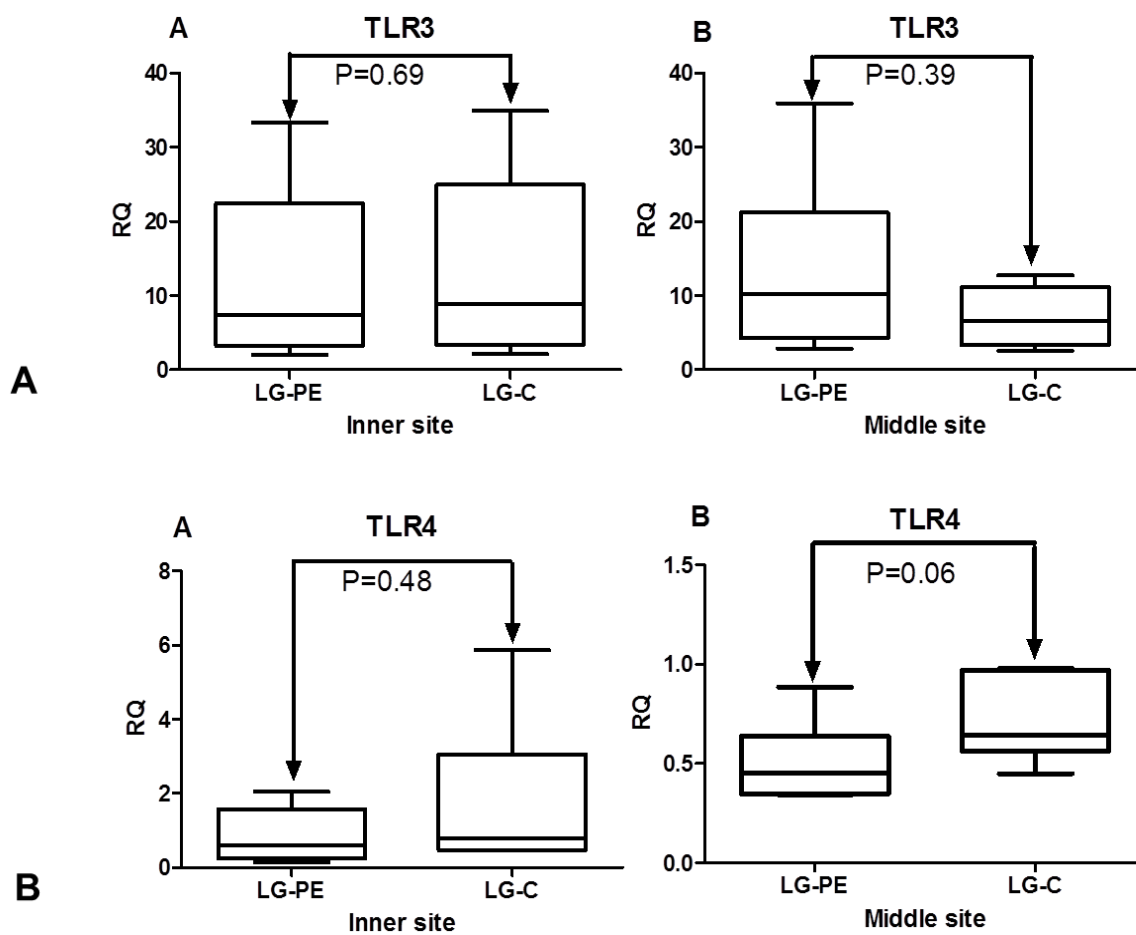 A
TLR3
P=0.69
RQ
40
30
20
10
0
LG-PE LG-C
Inner site
B
TLR3
P=0.39
RQ
40
30
20
10
0
LG-PE LG-C
Middle site
A
A
TLR4
P=0.48
RQ
8
6
4
2
0
LG-PE LG-C
Inner site
B
TLR4
P=0.06
RQ
1.5
1.0
0.5
0.0
LG-PE LG-C
Middle site
B